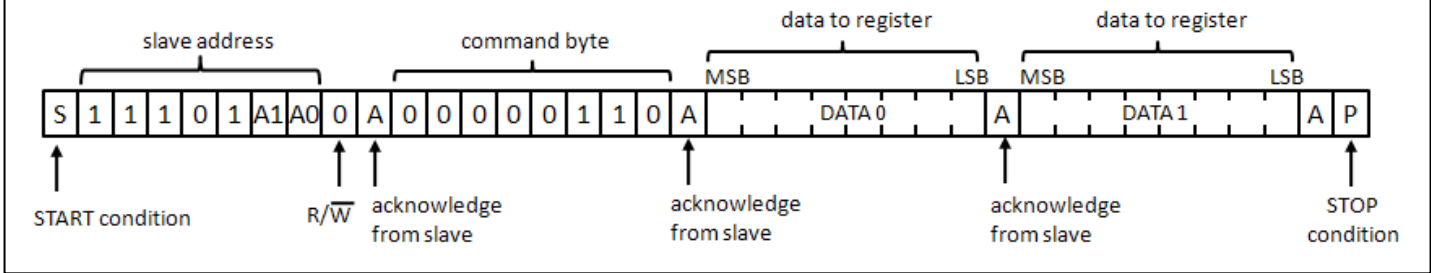 data to register data to register
slave address command byte
MSB LSB MSB LSB
S 1 1 1 0 1 A1 A0 0 A 0 0 0 0 0 1 1 0 A DATA 0 A DATA 1 A P
START condition R/W̅ acknowledge from slave acknowledge from slave acknowledge from slave STOP condition